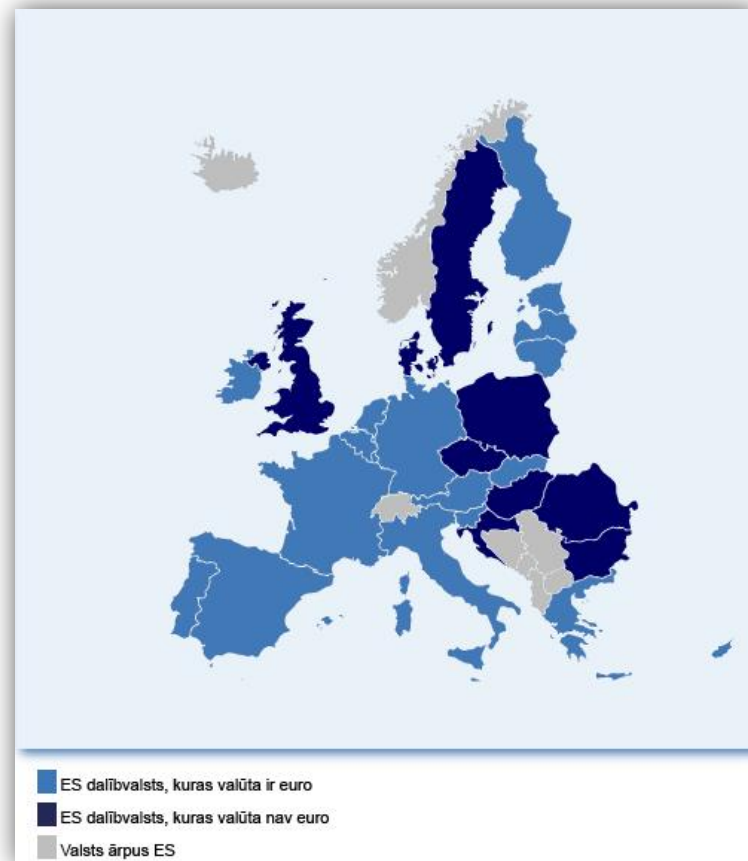 ES dalībvalsts, kuras valūta ir euro
ES dalībvalsts, kuras valūta nav euro
Valsts ārpus ES